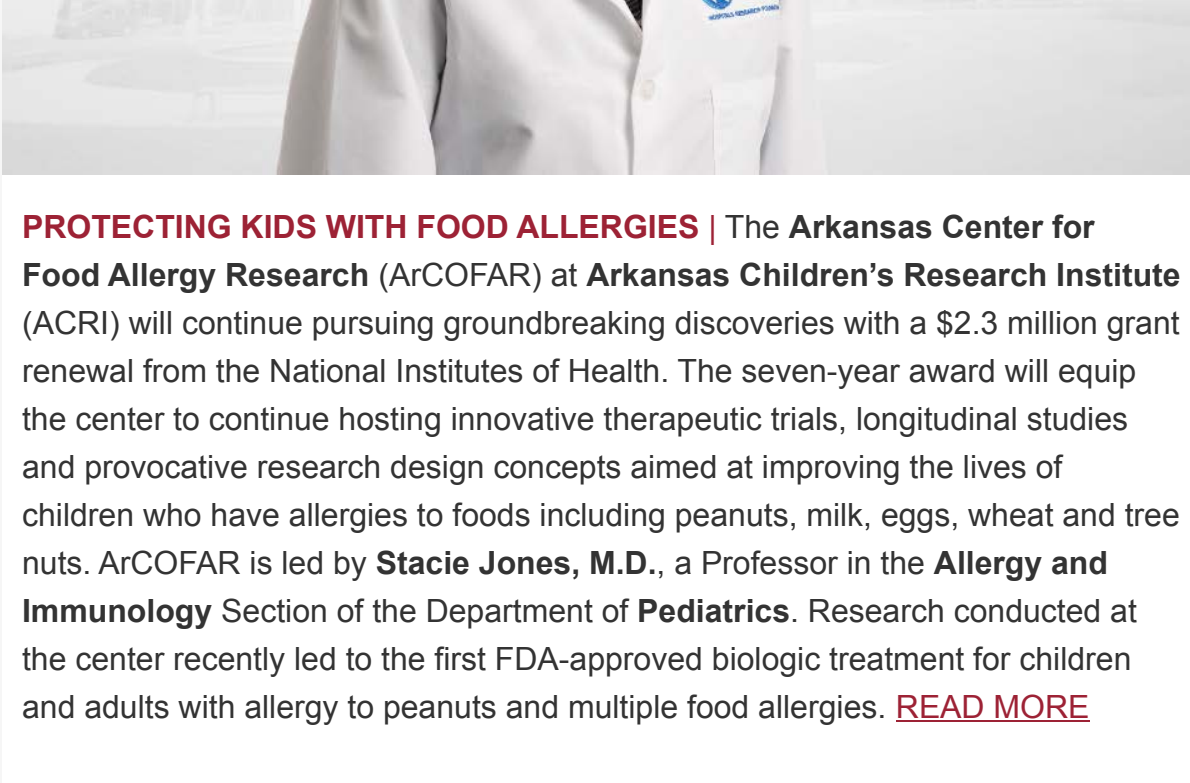 HOSPITALS RESEARCH
PROTECTING KIDS WITH FOOD ALLERGIES | The Arkansas Center for
Food Allergy Research (ArCOFAR) at Arkansas Children’s Research Institute
(ACRI) will continue pursuing groundbreaking discoveries with a $2.3 million grant
renewal from the National Institutes of Health. The seven-year award will equip
the center to continue hosting innovative therapeutic trials, longitudinal studies
and provocative research design concepts aimed at improving the lives of
children who have allergies to foods including peanuts, milk, eggs, wheat and tree
nuts. ArCOFAR is led by Stacie Jones, M.D., a Professor in the Allergy and
Immunology Section of the Department of Pediatrics. Research conducted at
the center recently led to the first FDA-approved biologic treatment for children
and adults with allergy to peanuts and multiple food allergies. READ MORE